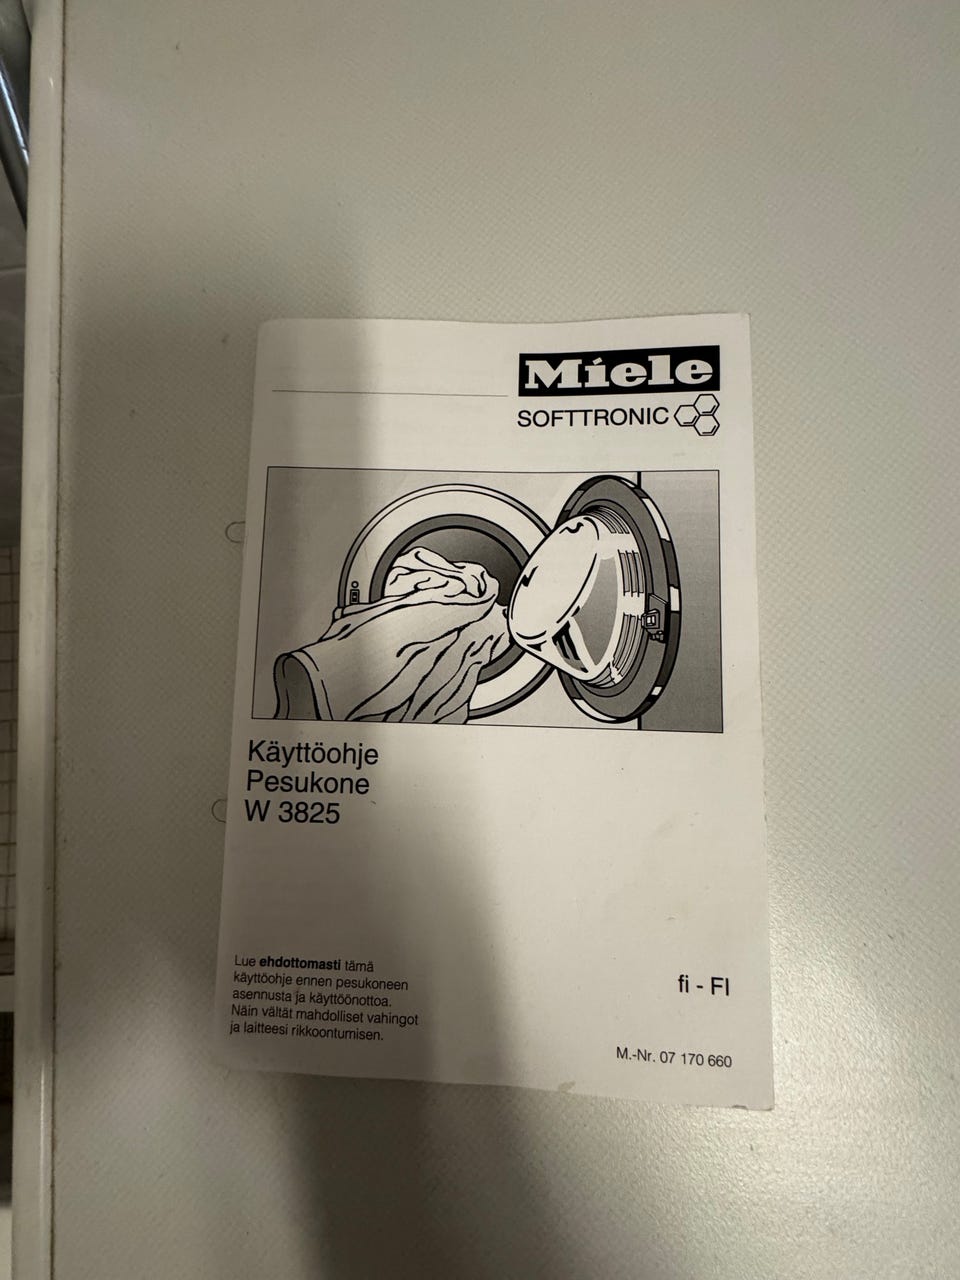 Miele
SOFTTRONIC
Käyttöohje
Pesukone
W 3825
Lue ehdottomasti tämä
käyttöohje ennen pesukoneen
asennusta ja käyttöönottoa.
Näin vältät mahdolliset vahingot
ja laitteesi rikkoontumisen.
fi - FI
M.-Nr. 07 170 660